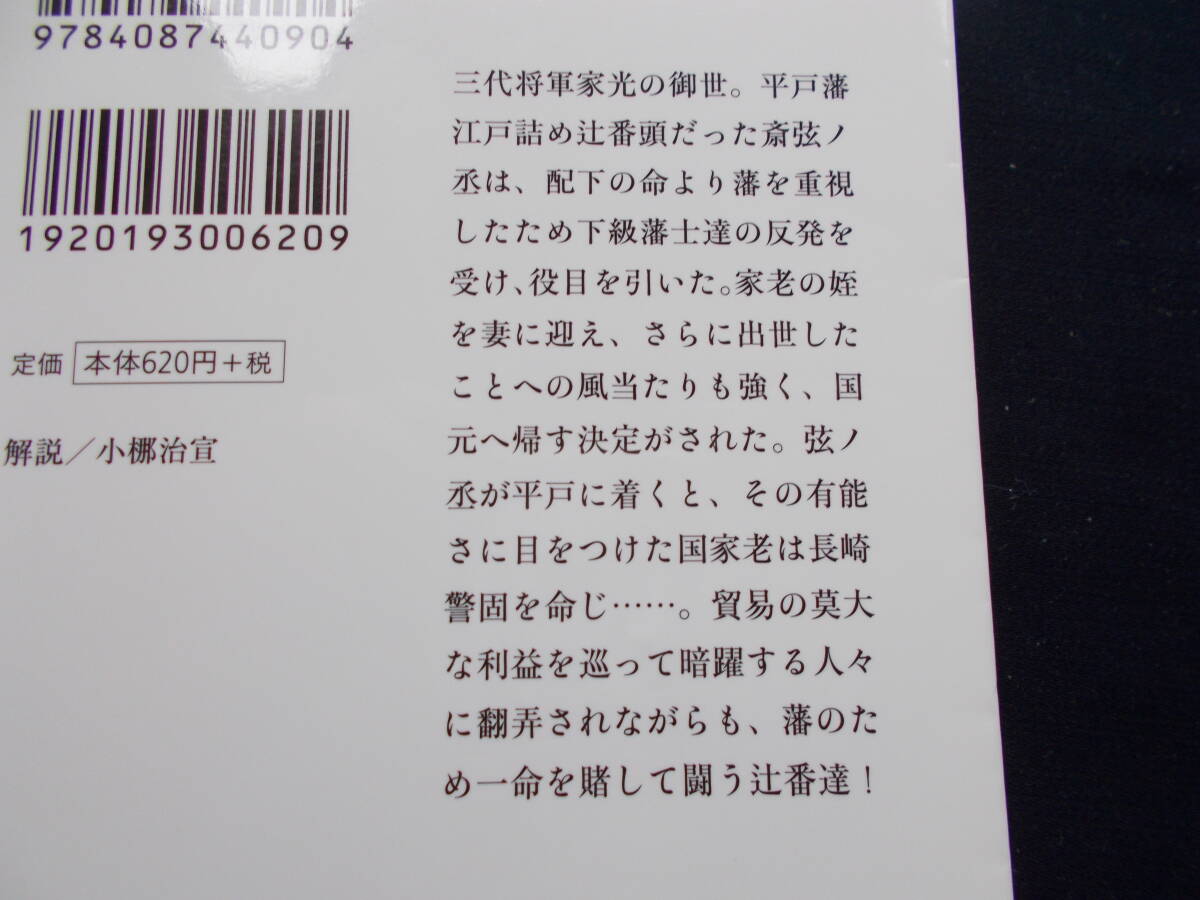 9784087440904
1920193006209
定価 本体620円+税
解説/小梛治宣
三代将軍家光の御世。平戸藩
江戸詰め辻番頭だった斎弦ノ
丞は、配下の命より藩を重視
したため下級藩士達の反発を
受け、役目を引いた。家老の姪
を妻に迎え、さらに出世した
ことへの風当たりも強く、国
元へ帰す決定がされた。弦ノ
丞が平戸に着くと、その有能
さに目をつけた国家老は長崎
警固を命じ……。貿易の莫大
な利益を巡って暗躍する人々
に翻弄されながらも、藩のた
め一命を賭して闘う辻番達!